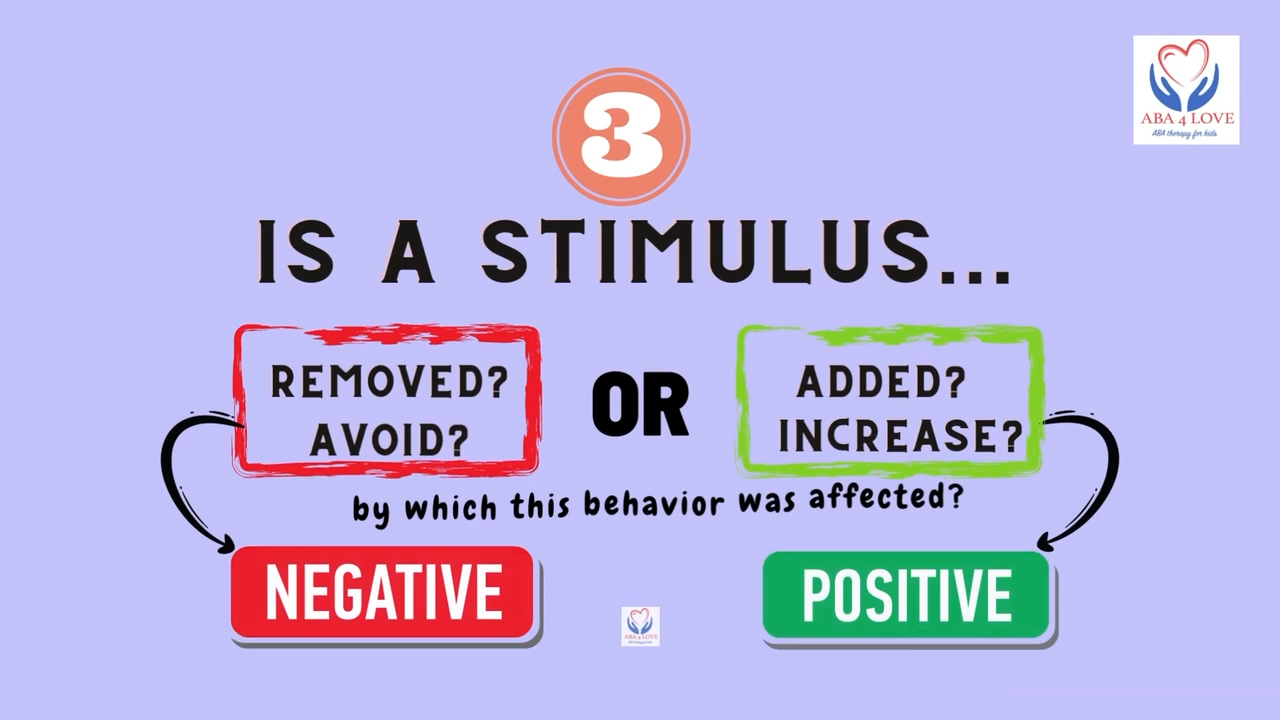 ABA 4 LOVE
ABA therapy for kids
3
IS A STIMULUS...
REMOVED?
AVOID?
OR
ADDED?
INCREASE?
by which this behavior was affected?
NEGATIVE
POSITIVE
ABA 4 LOVE